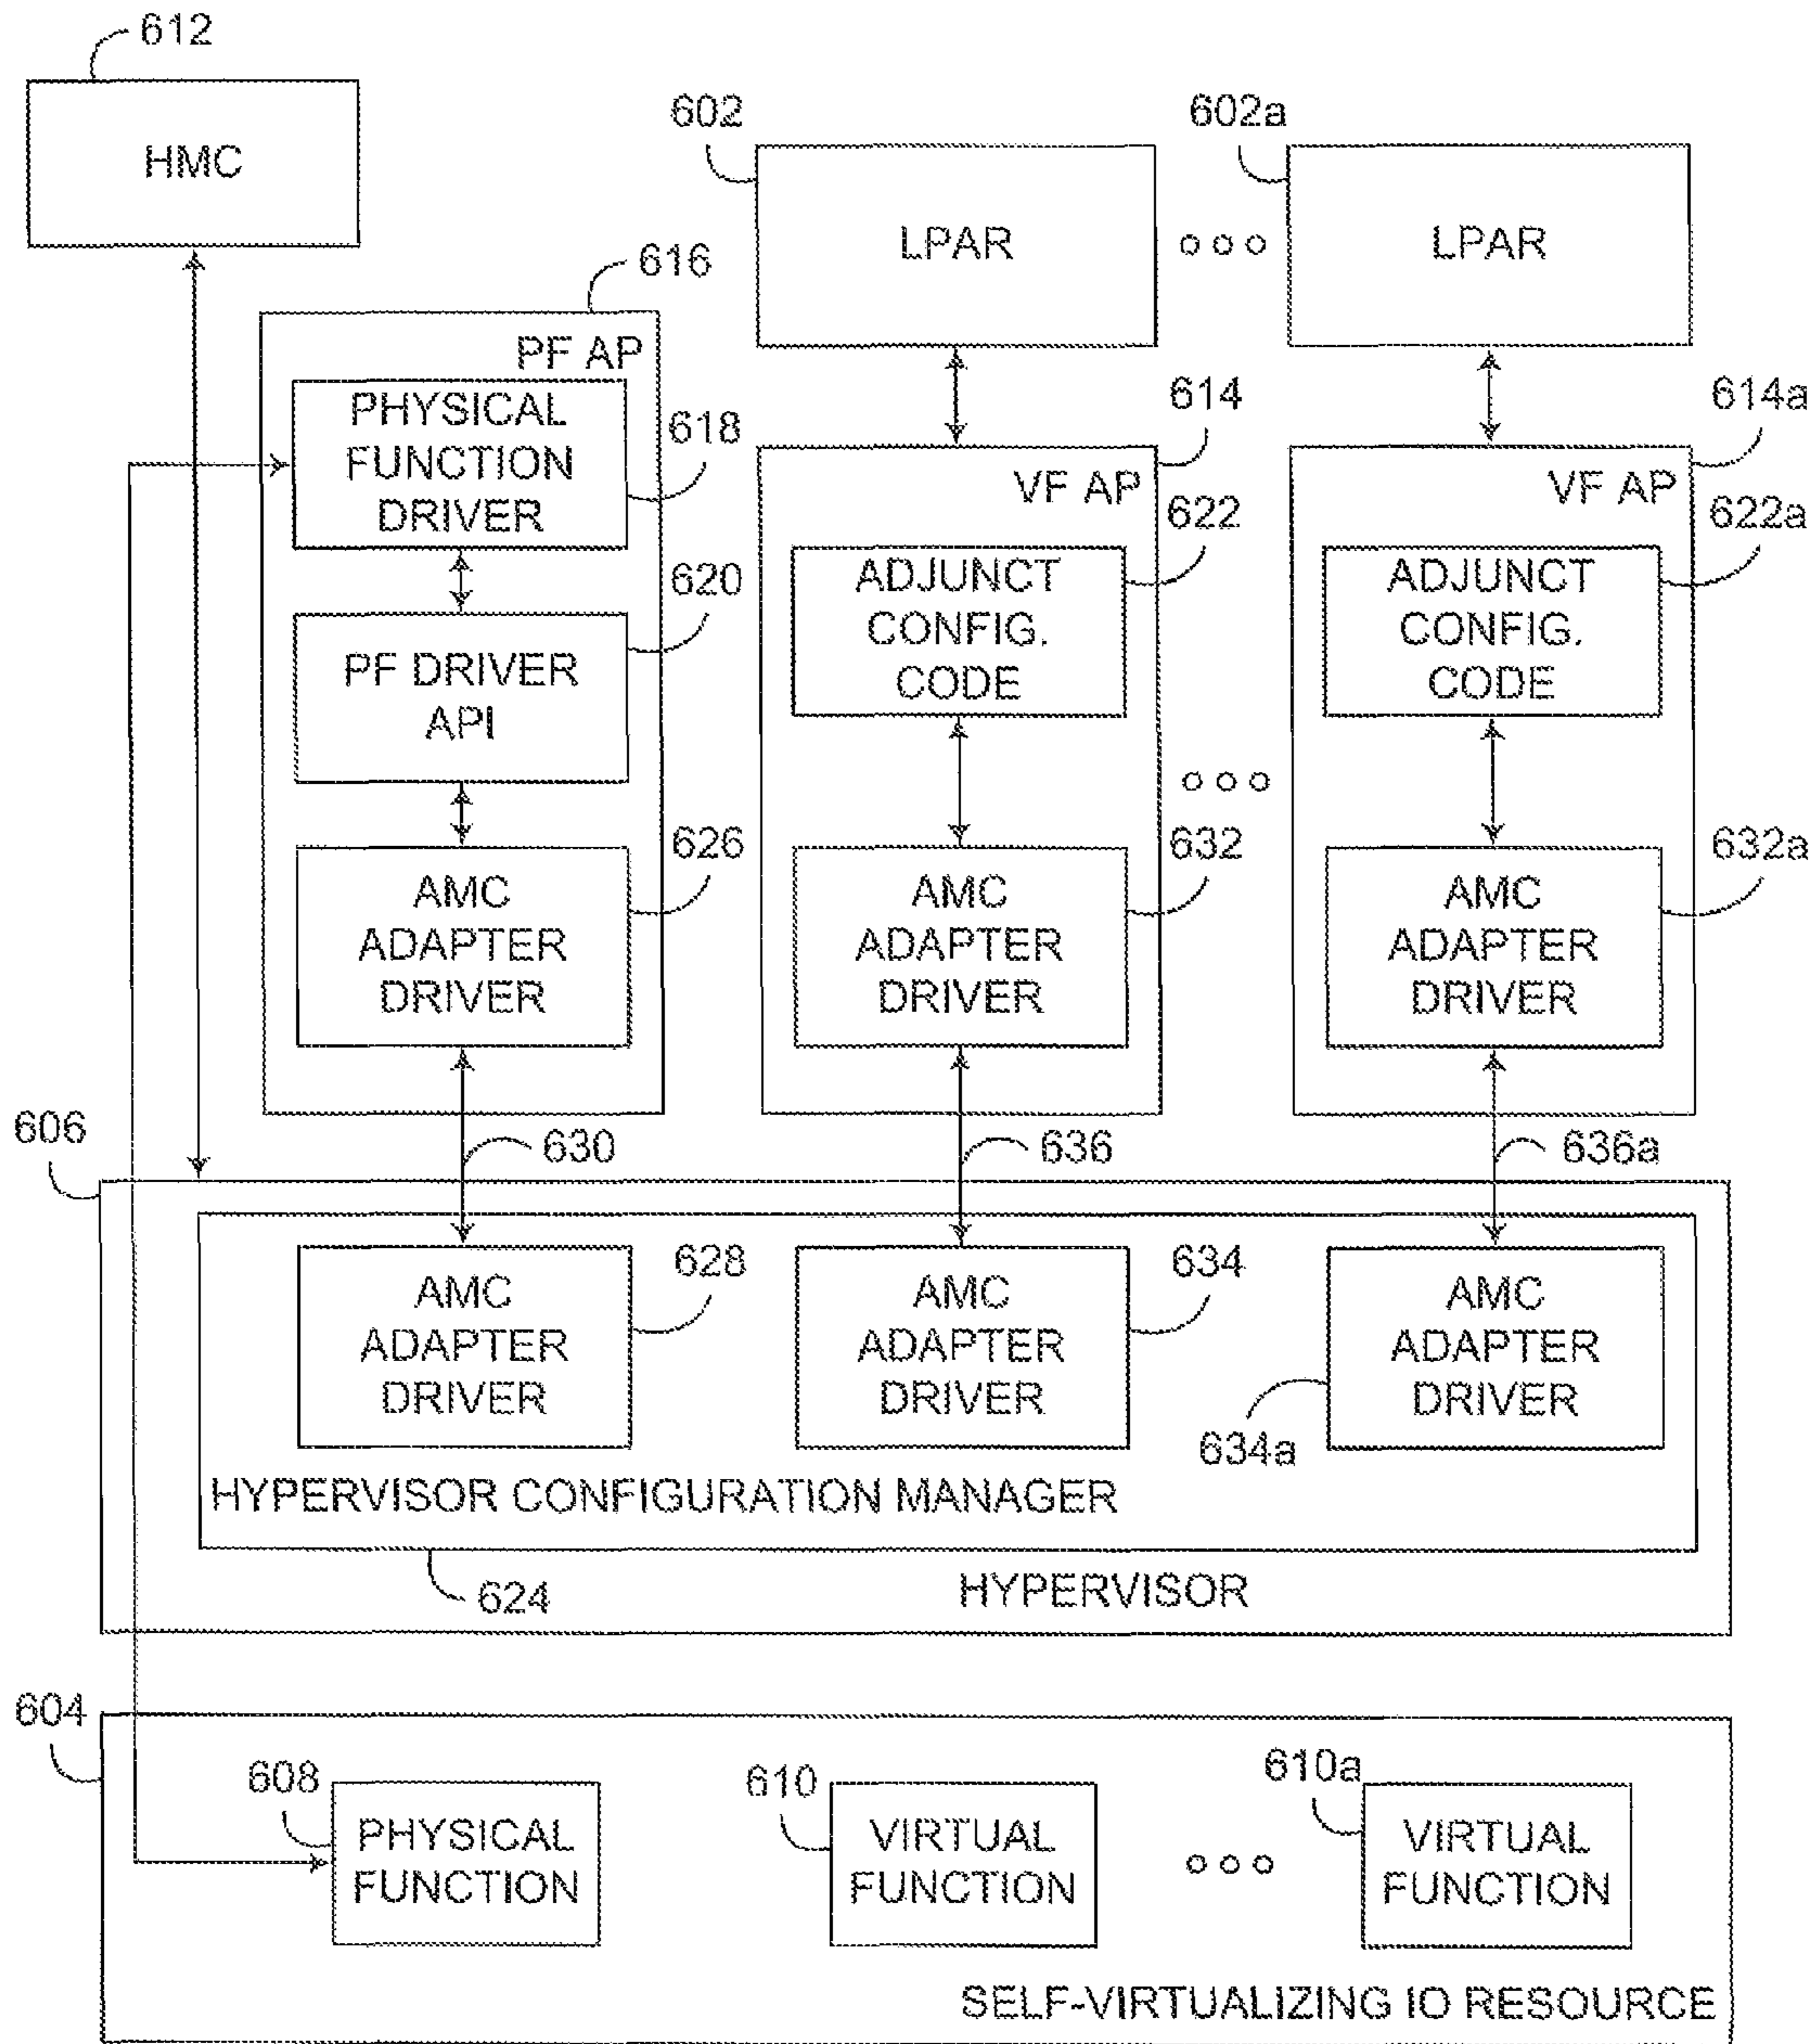 612
HMC
602
LPAR
602a
LPAR
616
PF AP
PHYSICAL
FUNCTION
DRIVER
618
PF DRIVER
API
620
AMC
ADAPTER
DRIVER
626
614
VF AP
ADJUNCT
CONFIG.
CODE
622
AMC
ADAPTER
DRIVER
632
614a
VF AP
ADJUNCT
CONFIG.
CODE
622a
AMC
ADAPTER
DRIVER
632a
606
630
636
636a
AMC
ADAPTER
DRIVER
628
AMC
ADAPTER
DRIVER
634
AMC
ADAPTER
DRIVER
634a
HYPERVISOR CONFIGURATION MANAGER
624
HYPERVISOR
604
608
PHYSICAL
FUNCTION
610
VIRTUAL
FUNCTION
610a
VIRTUAL
FUNCTION
SELF-VIRTUALIZING IO RESOURCE